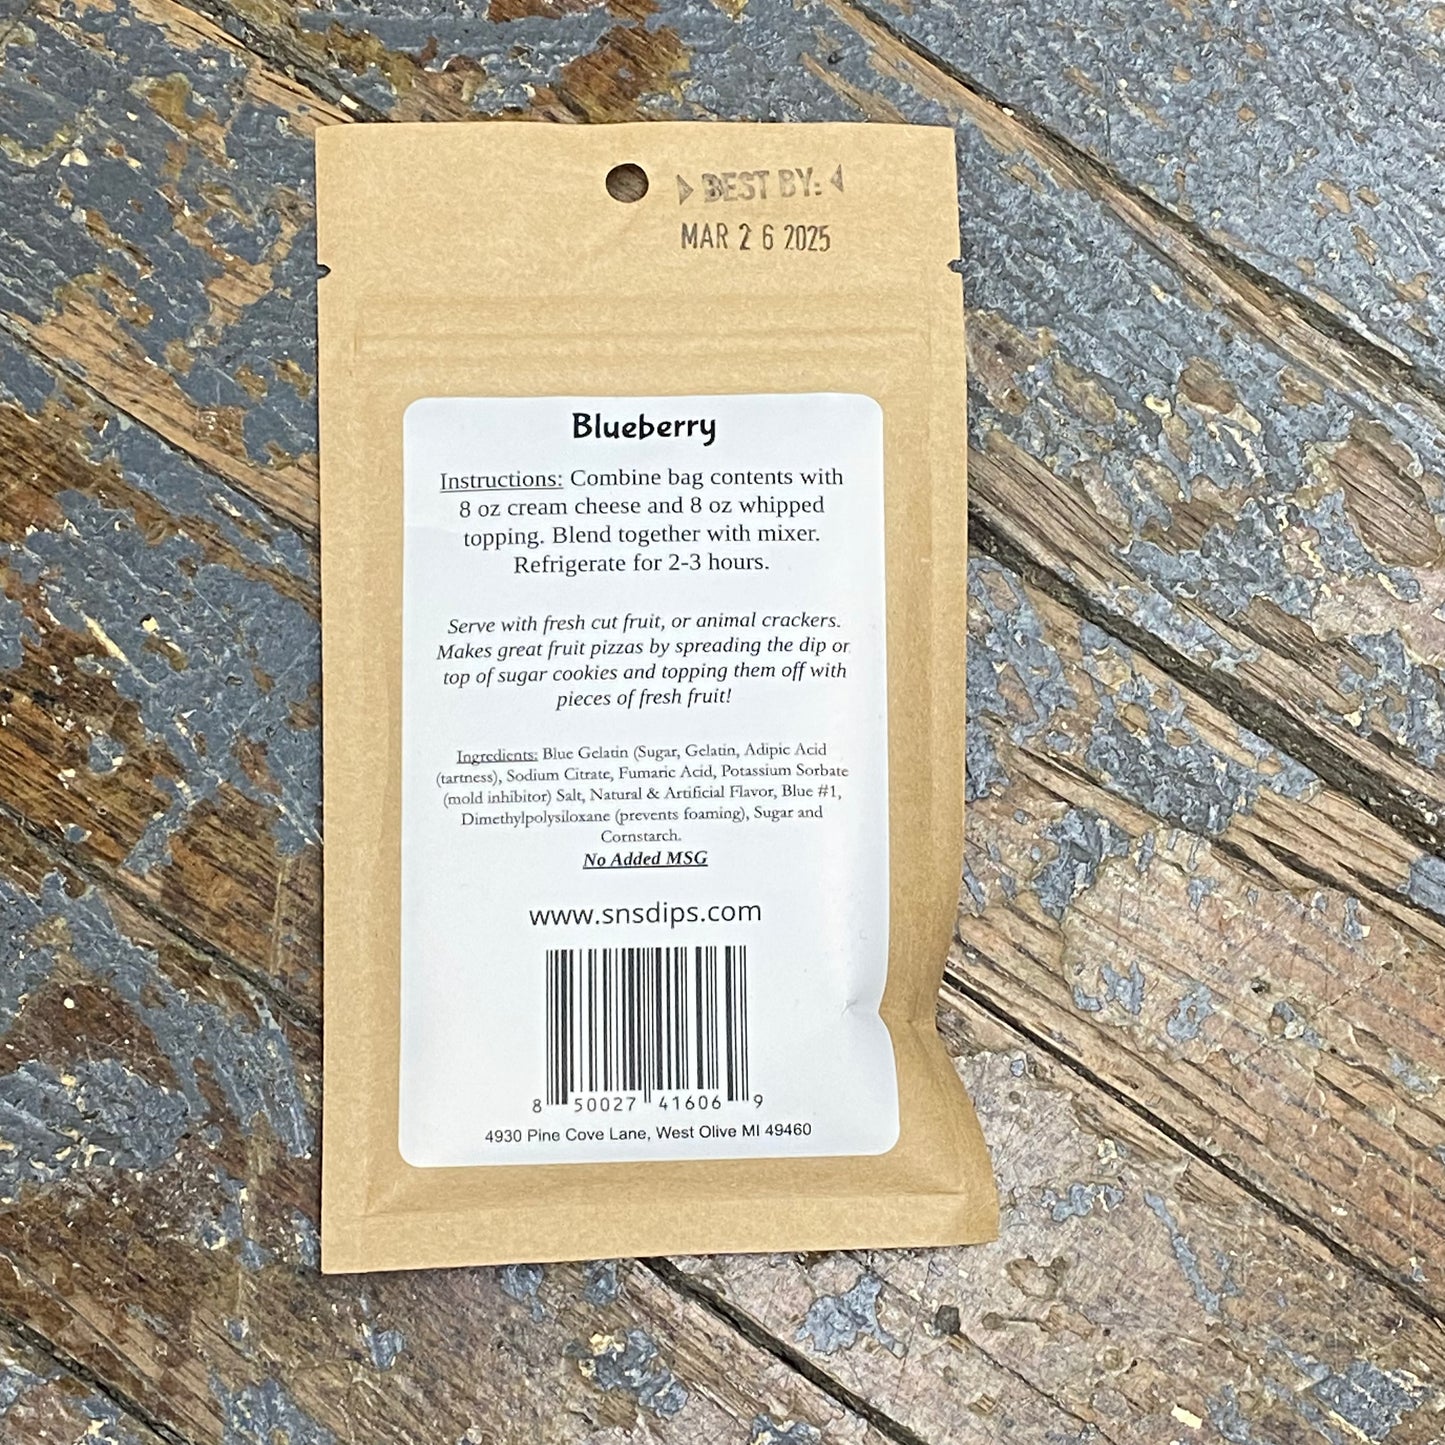 BEST BY:
MAR 26 2025
Blueberry
Instructions: Combine bag contents with
8 oz cream cheese and 8 oz whipped
topping. Blend together with mixer.
Refrigerate for 2-3 hours.
Serve with fresh cut fruit, or animal crackers.
Makes great fruit pizzas by spreading the dip or
top of sugar cookies and topping them off with
pieces of fresh fruit!
Ingredients: Blue Gelatin (Sugar, Gelatin, Adipic Acid
(tartness), Sodium Citrate, Fumaric Acid, Potassium Sorbate
(mold inhibitor) Salt, Natural & Artificial Flavor, Blue #1,
Dimethylpolysiloxane (prevents foaming), Sugar and
Cornstarch.
No Added MSG
www.snsdips.com
8 50027 41606 9
4930 Pine Cove Lane, West Olive MI 49460